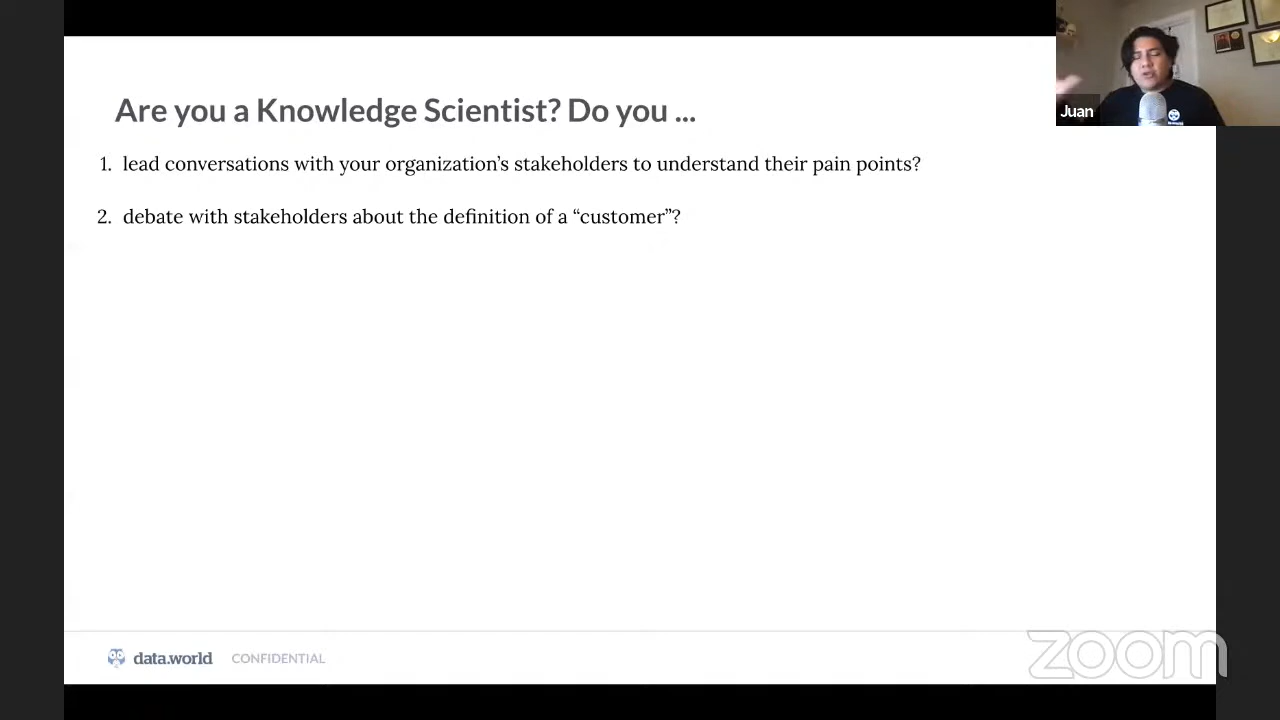 Are you a Knowledge Scientist? Do you ...
1. lead conversations with your organization's stakeholders to understand their pain points?
2. debate with stakeholders about the definition of a “customer”?
Juan
data.world CONFIDENTIAL
zoom